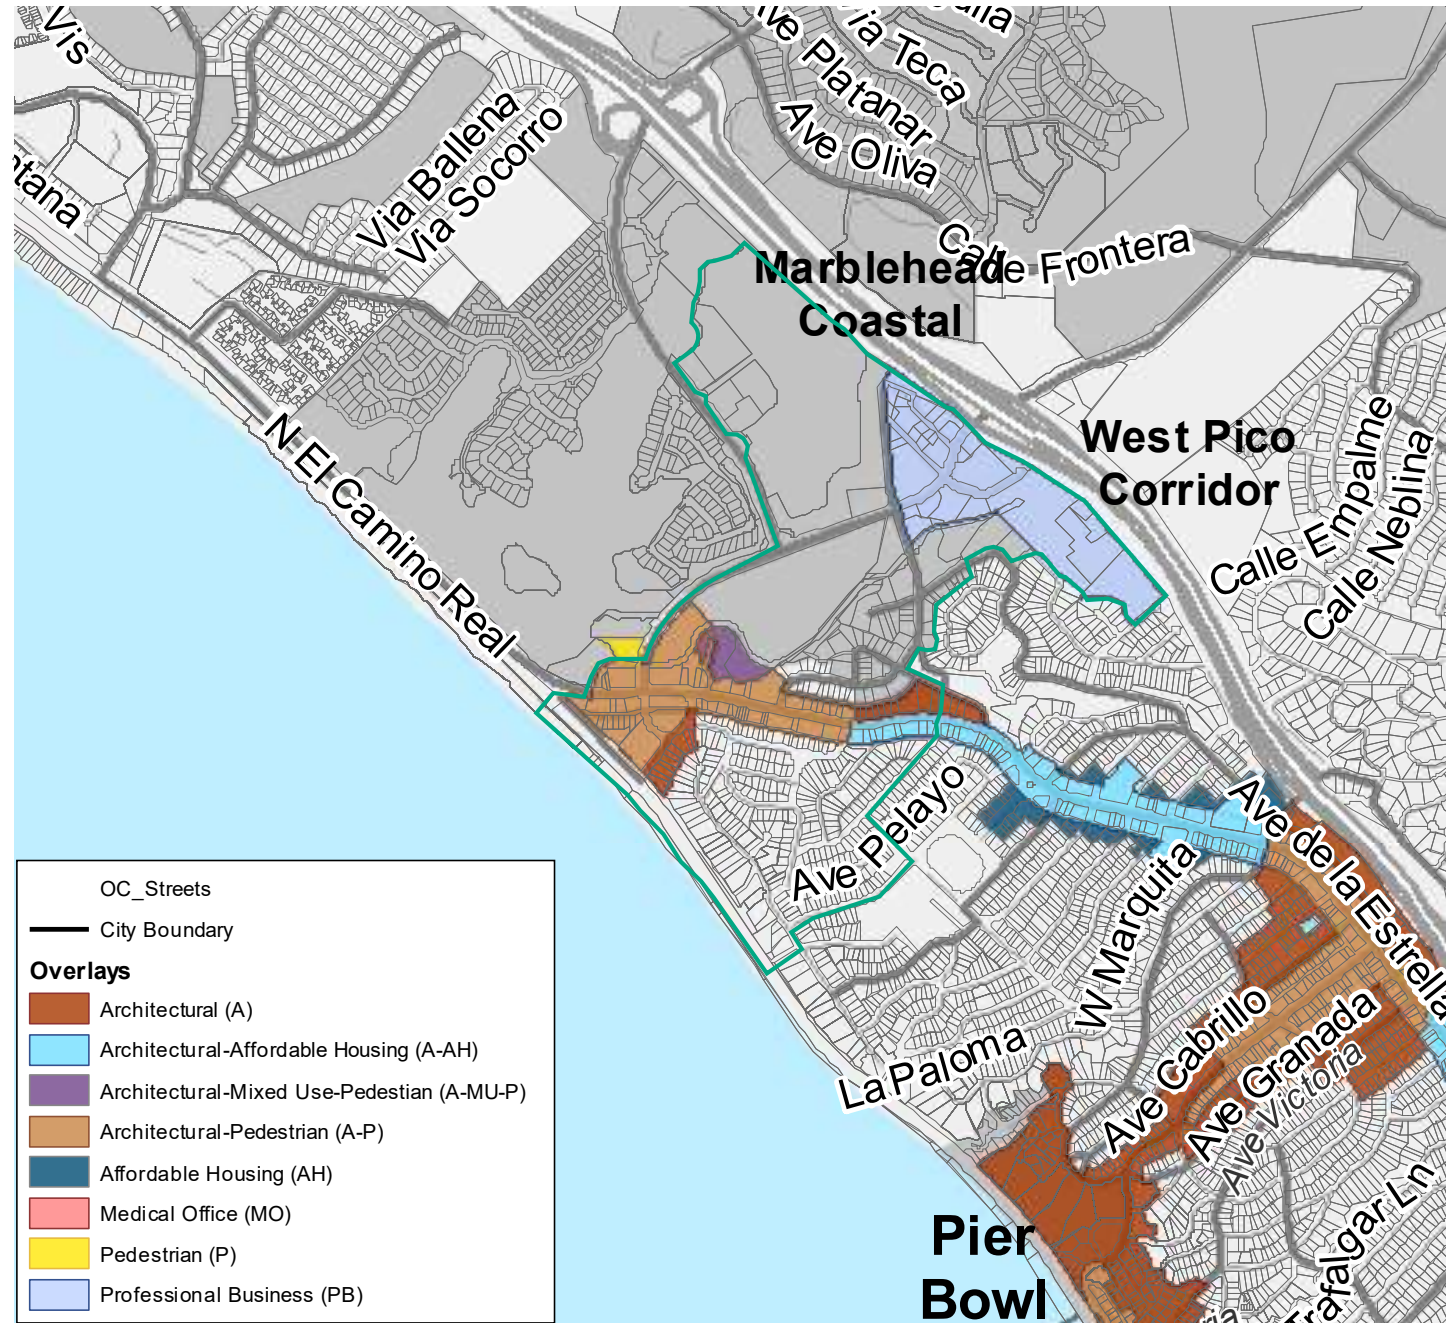 Vis
Ave Platanar
Via Teca
Ave Oliva
Via Ballena
Via Socorro
Calle Frontera
Marblehead
Coastal
West Pico
Corridor
Calle Empalme
Calle Neblina
N El Camino Real
Ave Pelayo
Ave de la Estrella
W Marquita
Ave Cabrillo
Ave Granada
Ave Victoria
La Paloma
Trafalgar Ln
Pier
Bowl
OC_Streets
City Boundary
Overlays
Architectural (A)
Architectural-Affordable Housing (A-AH)
Architectural-Mixed Use-Pedestian (A-MU-P)
Architectural-Pedestrian (A-P)
Affordable Housing (AH)
Medical Office (MO)
Pedestrian (P)
Professional Business (PB)